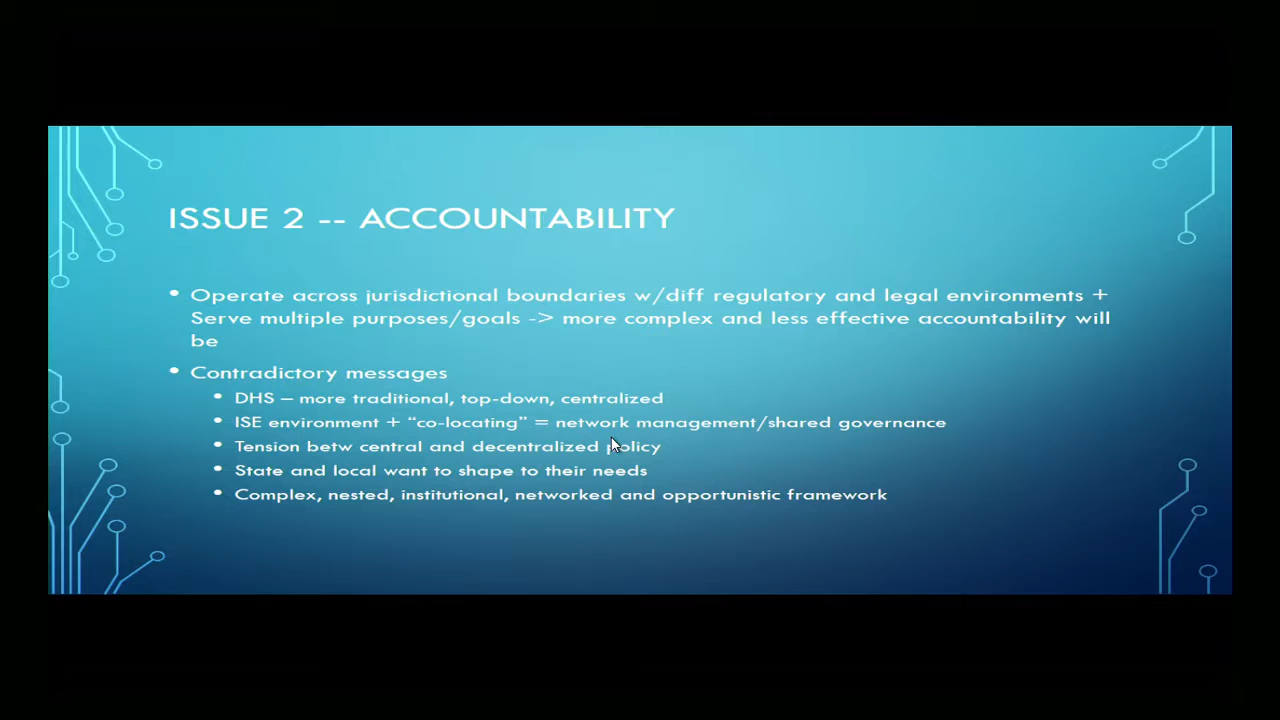 ISSUE 2 -- ACCOUNTABILITY
• Operate across jurisdictional boundaries w/diff regulatory and legal environments +
Serve multiple purposes/goals -> more complex and less effective accountability will
be
• Contradictory messages
• DHS – more traditional, top-down, centralized
• ISE environment + “co-locating” = network management/shared governance
• Tension betw central and decentralized policy
• State and local want to shape to their needs
• Complex, nested, institutional, networked and opportunistic framework